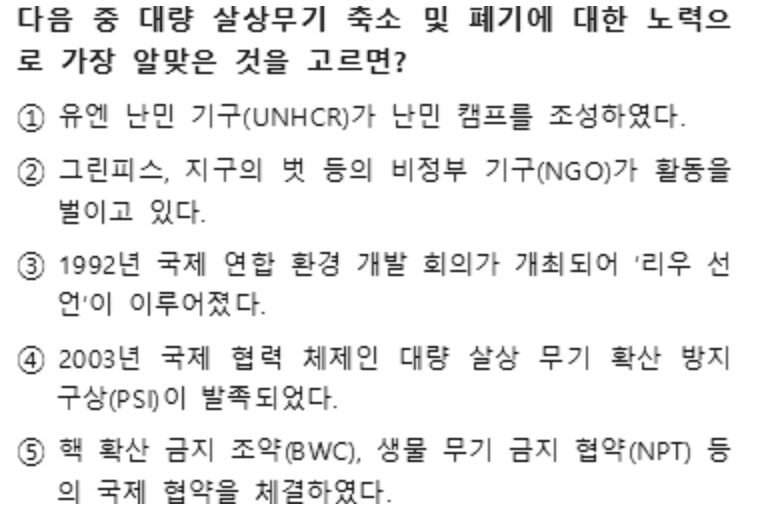 다음 중 대량 살상무기 축소 및 폐기에 대한 노력으
로 가장 알맞은 것을 고르면?
① 유엔 난민 기구(UNHCR)가 난민 캠프를 조성하였다.
② 그린피스, 지구의 벗 등의 비정부 기구(NGO)가 활동을
벌이고 있다.
③ 1992년 국제 연합 환경 개발 회의가 개최되어 '리우 선
언'이 이루어졌다.
④ 2003년 국제 협력 체제인 대량 살상 무기 확산 방지
구상(PSI)이 발족되었다.
⑤ 핵 확산 금지 조약(BWC), 생물 무기 금지 협약(NPT) 등
의 국제 협약을 체결하였다.